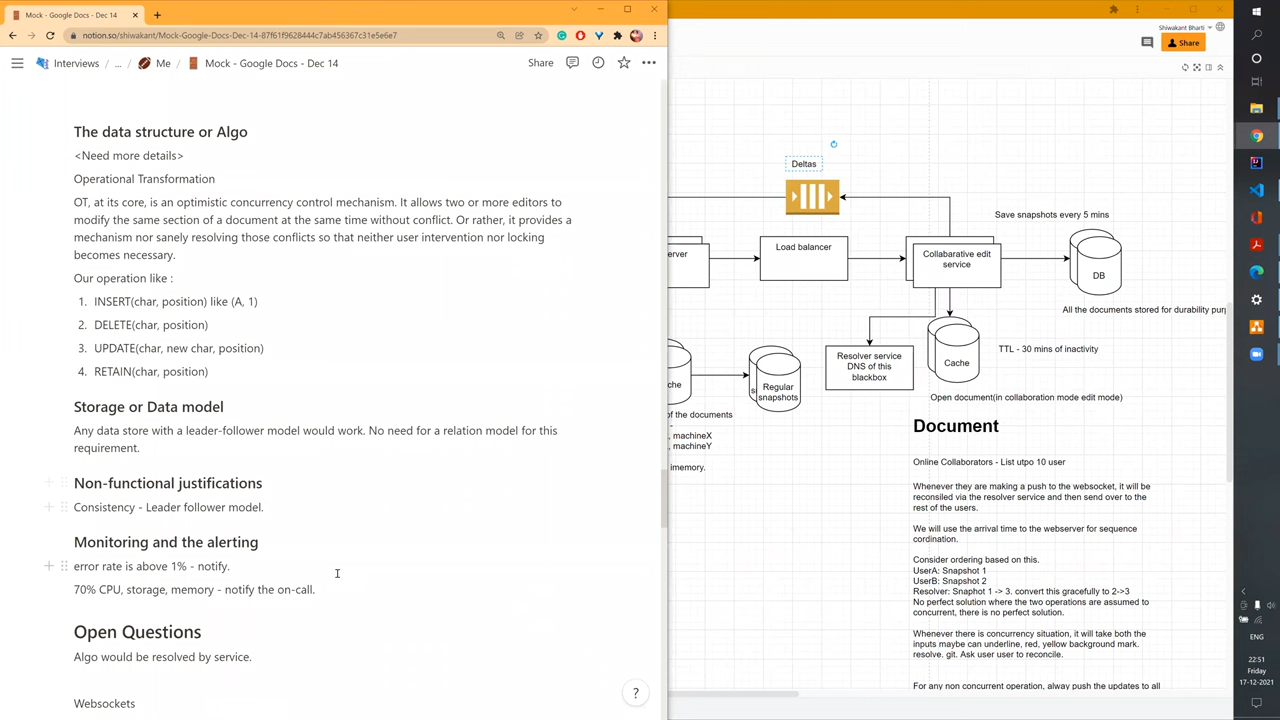 Mock - Google Docs - Dec 14
notion.so/shiwakant/Mock-Google-Docs-Dec-14-87f61f9628444c7ab456367c31e5e6e7
Interviews / ... / Me / Mock - Google Docs - Dec 14
Share
The data structure or Algo
<Need more details>
Operational Transformation
OT, at its core, is an optimistic concurrency control mechanism. It allows two or more editors to
modify the same section of a document at the same time without conflict. Or rather, it provides a
mechanism nor sanely resolving those conflicts so that neither user intervention nor locking
becomes necessary.
Our operation like :
1. INSERT(char, position) like (A, 1)
2. DELETE(char, position)
3. UPDATE(char, new char, position)
4. RETAIN(char, position)
Storage or Data model
Any data store with a leader-follower model would work. No need for a relation model for this
requirement.
Non-functional justifications
Consistency - Leader follower model.
Monitoring and the alerting
error rate is above 1% - notify.
70% CPU, storage, memory - notify the on-call.
Open Questions
Algo would be resolved by service.
Websockets
?
Shiwakant Bharti
Share
Deltas
Save snapshots every 5 mins
erver
Load balancer
Collabarative edit
service
DB
All the documents stored for durability purp
Resolver service
DNS of this
blackbox
Cache
TTL - 30 mins of inactivity
che
s
Regular
snapshots
Open document(in collaboration mode edit mode)
of the documents
-
, machineX
, machineY
imemory.
Document
Online Collaborators - List utpo 10 user
Whenever they are making a push to the websocket, it will be
reconsiled via the resolver service and then send over to the
rest of the users.
We will use the arrival time to the webserver for sequence
cordination.
Consider ordering based on this.
UserA: Snapshot 1
UserB: Snapshot 2
Resolver: Snaphot 1 -> 3. convert this gracefully to 2->3
No perfect solution where the two operations are assumed to
concurrent, there is no perfect solution.
Whenever there is concurrency situation, it will take both the
inputs maybe can underline, red, yellow background mark.
resolve. git. Ask user user to reconcile.
For any non concurrent operation, alway push the updates to all
ENG
22:51
Friday
17-12-2021